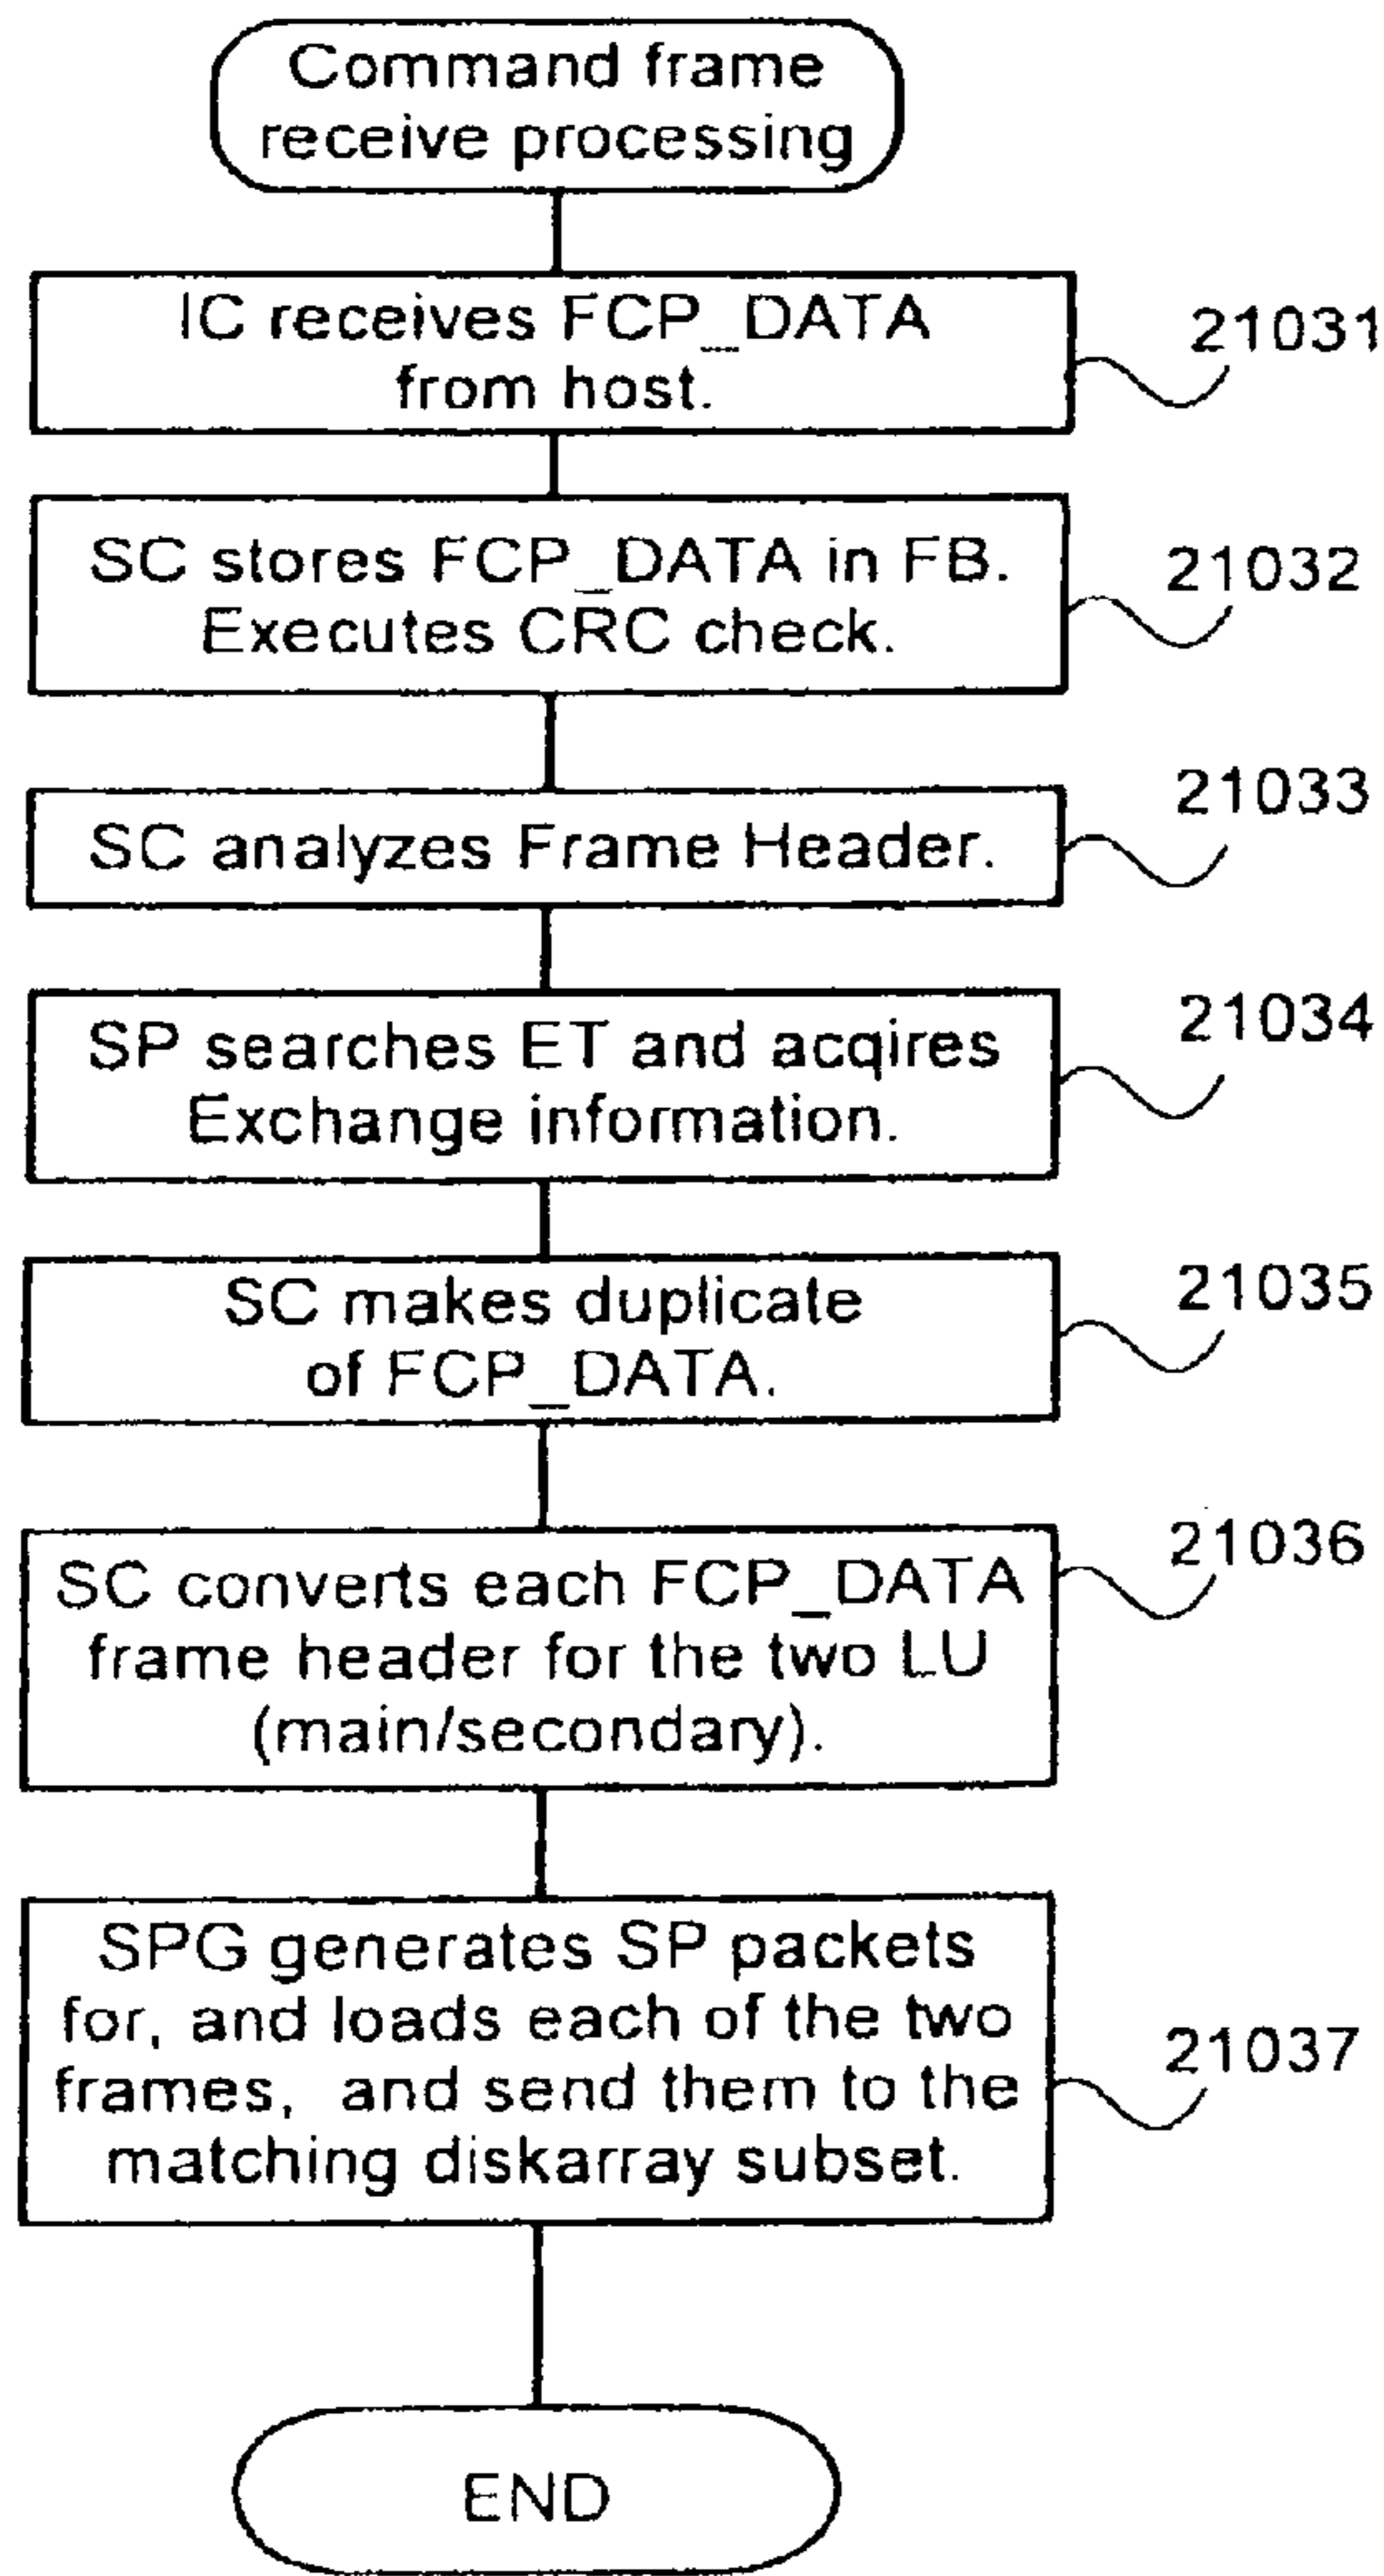 Command frame
receive processing
IC receives FCP_DATA
from host.
21031
SC stores FCP_DATA in FB.
Executes CRC check.
21032
SC analyzes Frame Header.
21033
SP searches ET and acqires
Exchange information.
21034
SC makes duplicate
of FCP_DATA.
21035
SC converts each FCP_DATA
frame header for the two LU
(main/secondary).
21036
SPG generates SP packets
for, and loads each of the two
frames, and send them to the
matching diskarray subset.
21037
END